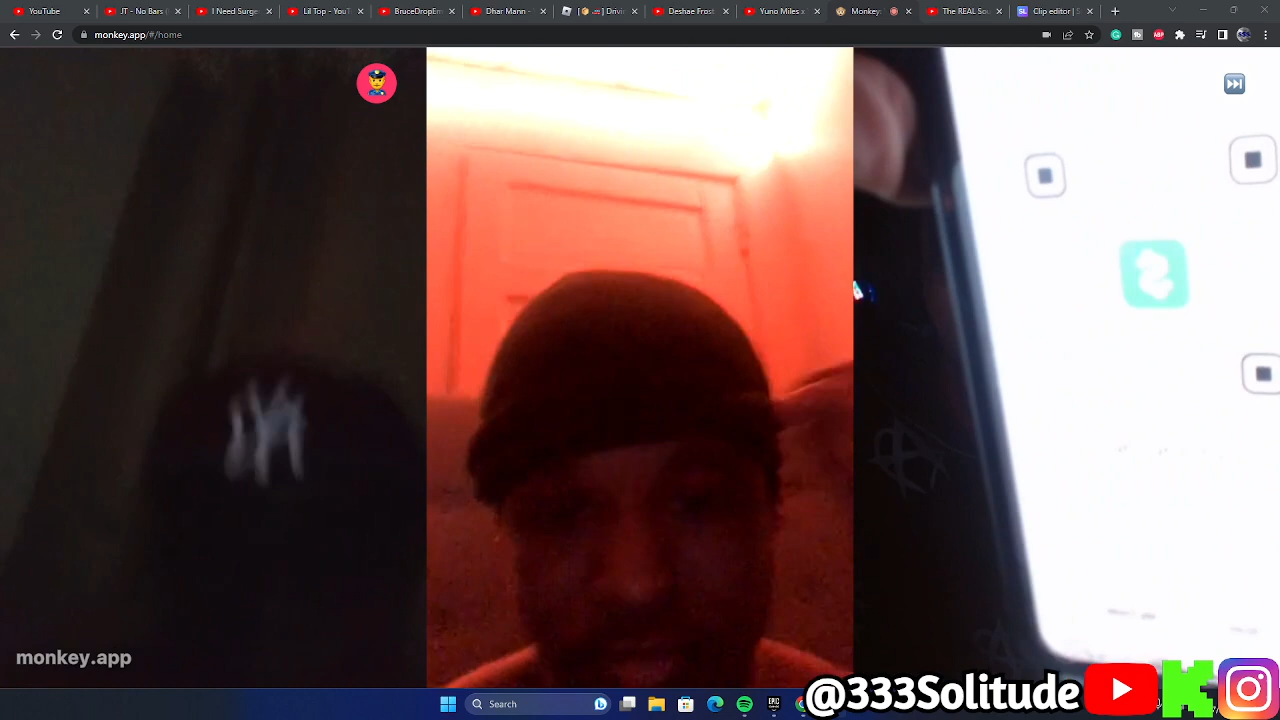 YouTube
JT - No Bars
I Need Surge
Lil Top - YouT
BruceDropEm
Dhar Mann -
Drivi
Deshae Frost
Yuno Miles
Monkey
The REAL S
Clip editor | S
monkey.app/#/home
monkey.app
Search
@333Solitude